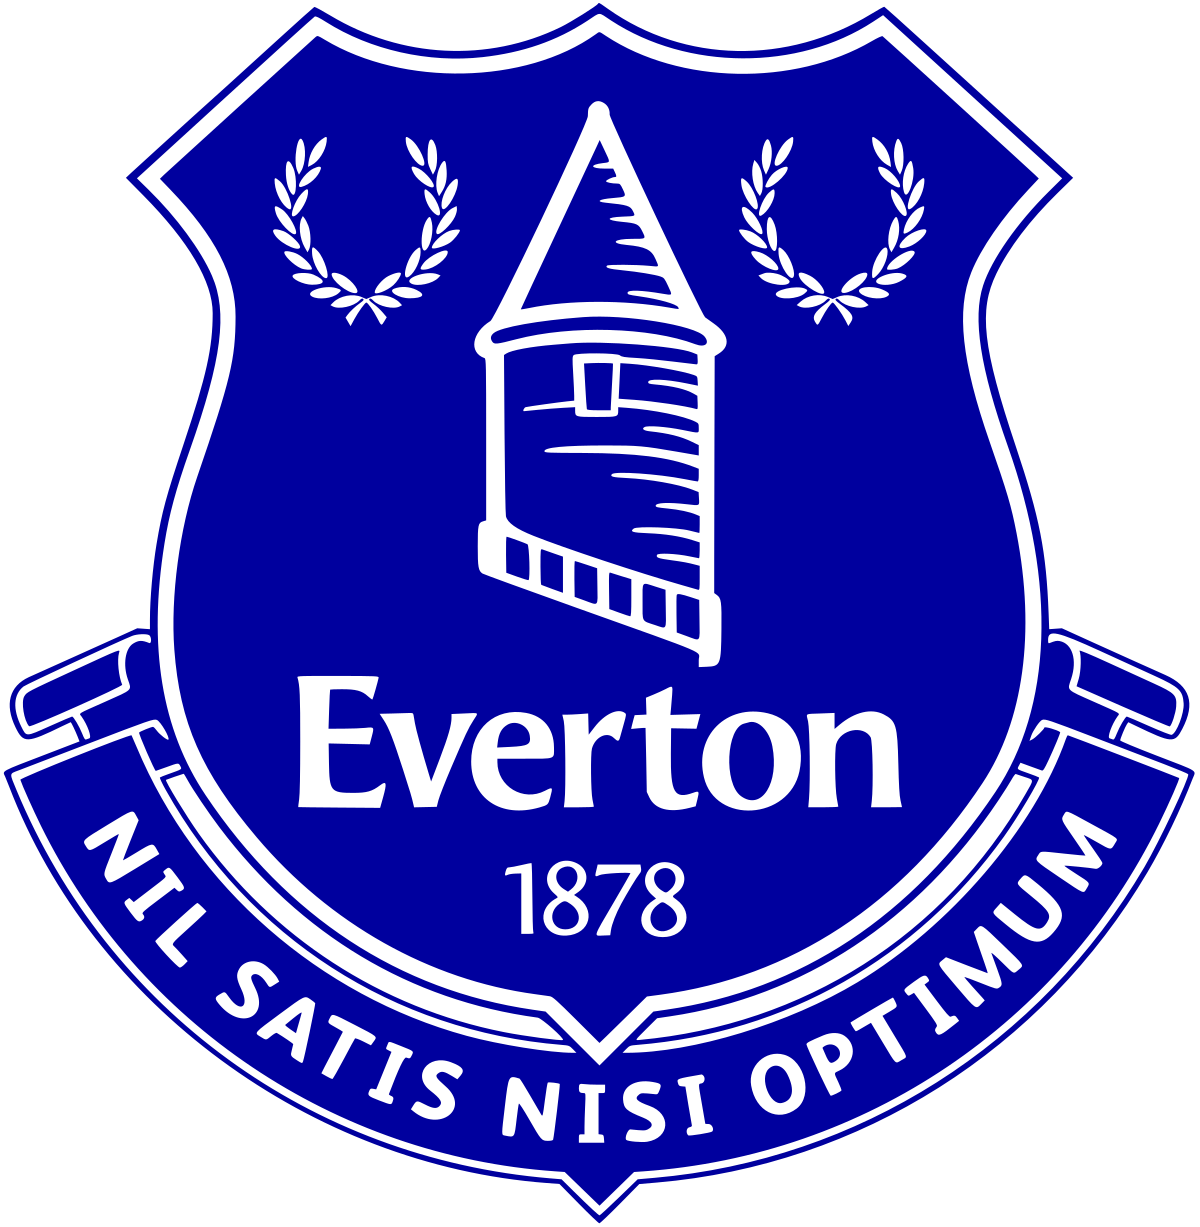 Everton
1878
NIL SATIS NISI OPTIMUM